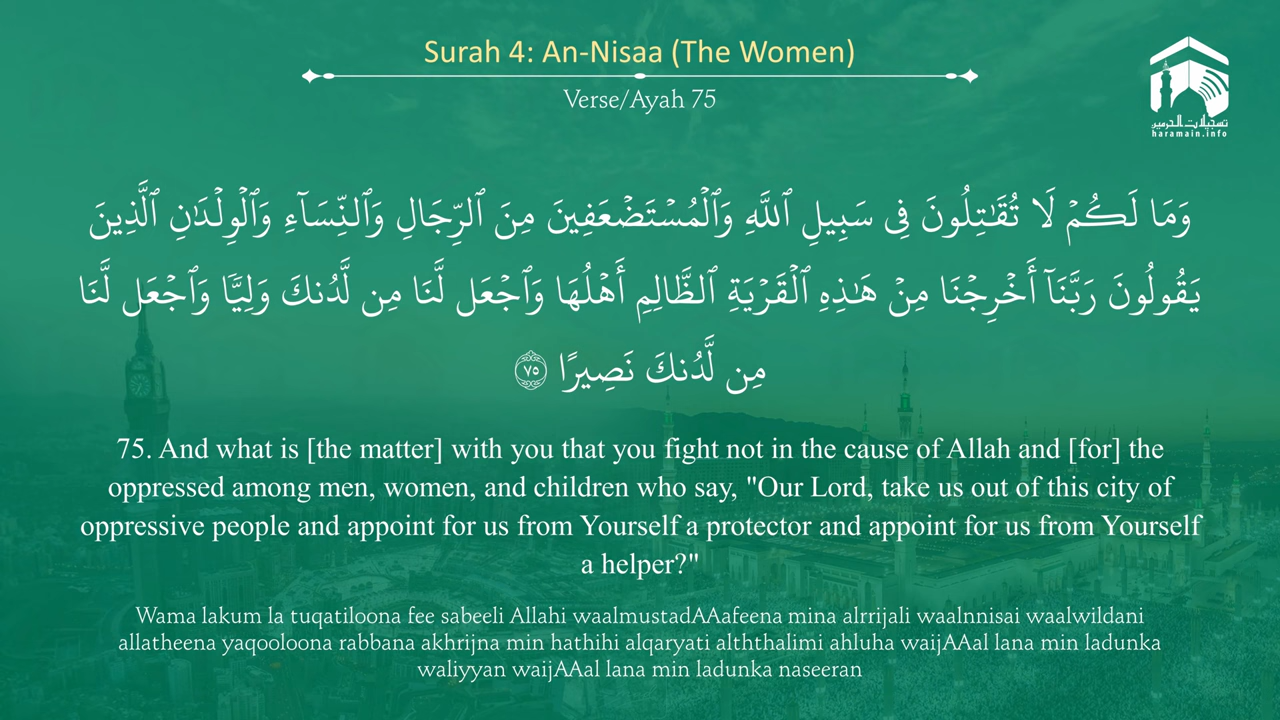 Surah 4: An-Nisaa (The Women)
Verse/Ayah 75
تسجيلات الحرمين
haramain.info
وَمَا لَكُمۡ لَا تُقَٰتِلُونَ فِى سَبِيلِ ٱللَّهِ وَٱلۡمُسۡتَضۡعَفِينَ مِنَ ٱلرِّجَالِ وَٱلنِّسَآءِ وَٱلۡوِلۡدَٰنِ ٱلَّذِينَ
يَقُولُونَ رَبَّنَآ أَخۡرِجۡنَا مِنۡ هَٰذِهِ ٱلۡقَرۡيَةِ ٱلظَّالِمِ أَهۡلُهَا وَٱجۡعَل لَّنَا مِن لَّدُنكَ وَلِيّٗا وَٱجۡعَل لَّنَا
مِن لَّدُنكَ نَصِيرًا ٧٥
75. And what is [the matter] with you that you fight not in the cause of Allah and [for] the
oppressed among men, women, and children who say, "Our Lord, take us out of this city of
oppressive people and appoint for us from Yourself a protector and appoint for us from Yourself
a helper?"
Wama lakum la tuqatiloona fee sabeeli Allahi waalmustadAAafeena mina alrrijali waalnnisai waalwildani
allatheena yaqooloona rabbana akhrijna min hathihi alqaryati alththalimi ahluha waijAAal lana min ladunka
waliyyan waijAAal lana min ladunka naseeran